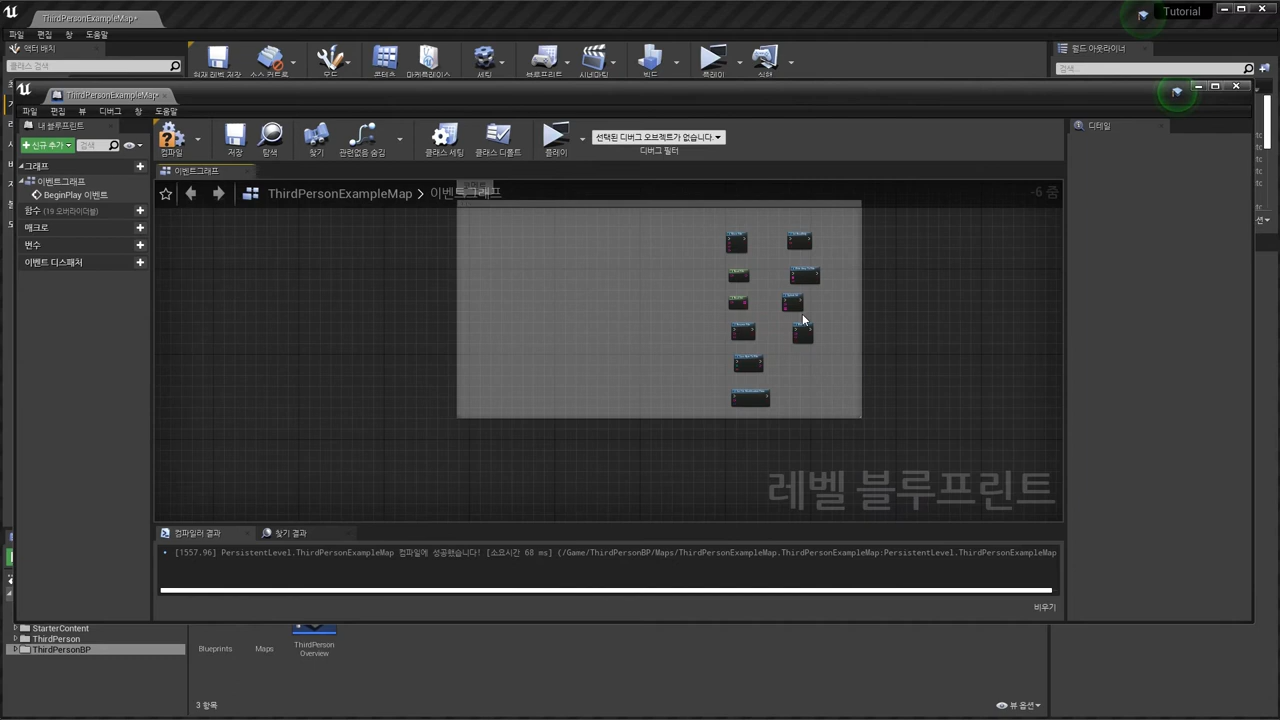 ThirdPersonExampleMap*
Tutorial
파일 편집 창 도움말
액터 배치
월드 아웃라이너
클래스 검색
현재 레벨 저장 소스 컨트롤 모드 콘텐츠 마켓플레이스 세팅 블루프린트 시네마틱 빌드 플레이 실행
검색...
ThirdPersonExampleMap*
파일 편집 뷰 디버그 창 도움말
내 블루프린트
디테일
+신규 추가 검색
컴파일 저장 탐색 찾기 관련없음 숨김 클래스 세팅 클래스 디폴트 플레이
선택된 디버그 오브젝트가 없습니다.
디버그 필터
그래프
이벤트그래프
이벤트그래프
BeginPlay 이벤트
ThirdPersonExampleMap > 이벤트그래프
-6 줌
함수 (19 오버라이더블)
매크로
변수
이벤트 디스패처
레벨 블루프린트
컴파일러 결과
찾기 결과
[1557.96] PersistentLevel.ThirdPersonExampleMap 컴파일에 성공했습니다! [소요시간 68 ms] (/Game/ThirdPersonBP/Maps/ThirdPersonExampleMap.ThirdPersonExampleMap:PersistentLevel.ThirdPersonExampleMap
비우기
StarterContent
ThirdPerson
ThirdPersonBP
Blueprints
Maps
ThirdPerson
Overview
3 항목
뷰 옵션